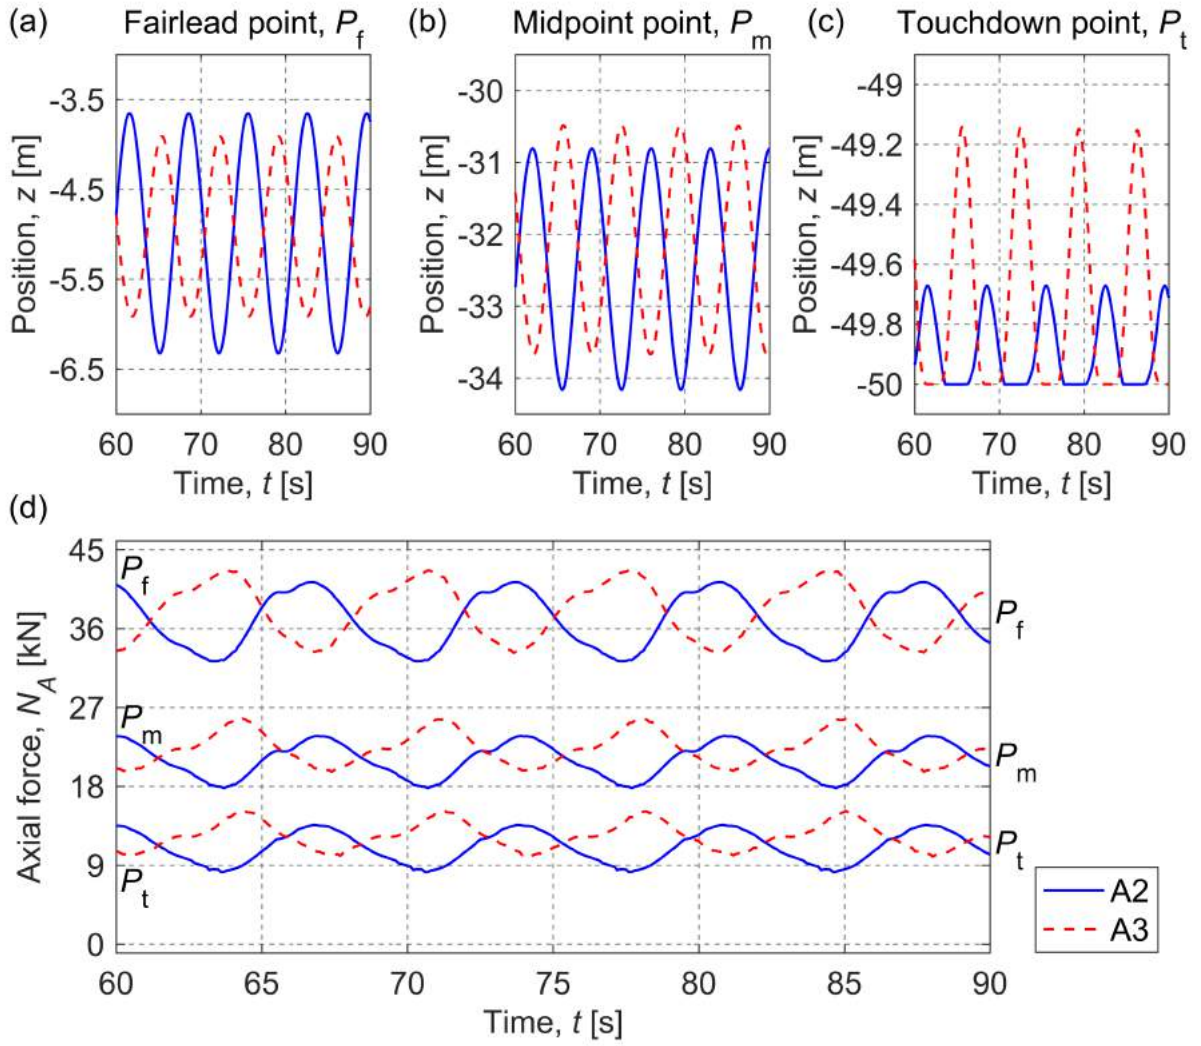 (a) Fairlead point, Pf
(b) Midpoint point, Pm
(c) Touchdown point, Pt
Position, z [m]
-3.5
-4.5
-5.5
-6.5
60 70 80 90
Time, t [s]
Position, z [m]
-30
-31
-32
-33
-34
60 70 80 90
Time, t [s]
Position, z [m]
-49
-49.2
-49.4
-49.6
-49.8
-50
60 70 80 90
Time, t [s]
(d)
Axial force, NA [kN]
45
36
27
18
9
0
Pf
Pm
Pt
Pf
Pm
Pt
60 65 70 75 80 85 90
Time, t [s]
A2
A3